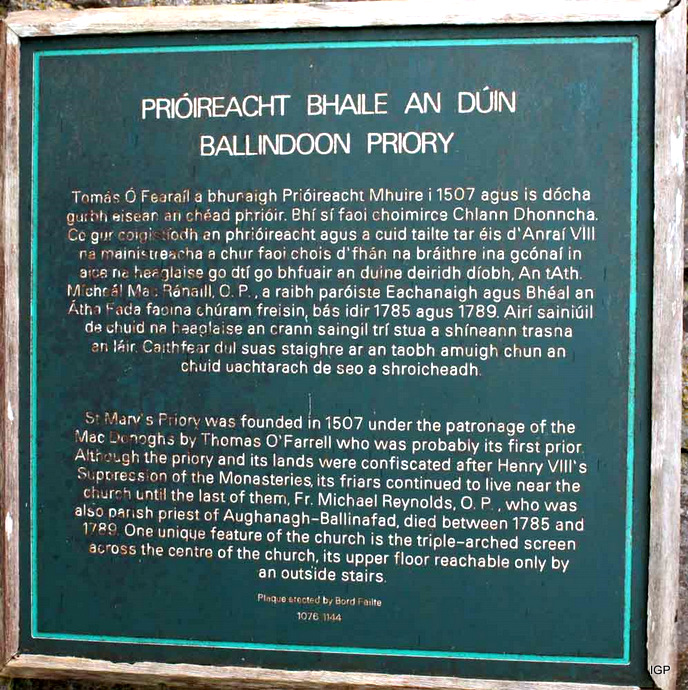 PRIÓIREACHT BHAILE AN DÚIN
BALLINDOON PRIORY
Tomás Ó Fearaíl a bhunaigh Prióireacht Mhuire i 1507 agus is dócha
gurbh eisean an chéad phrióir. Bhí sí faoi choimirce Chlann Dhonncha.
Cé gur coigistíodh an phrióireacht agus a cuid tailte tar éis d'Anraí VIII
na mainistreacha a chur faoi chois d'fhán na bráithre ina gcónaí in
aice na heaglaise go dtí go bhfuair an duine deiridh díobh, An tAth.
Mícheál Mac Ránaill, O. P., a raibh paróiste Eachanaigh agus Bhéal an
Átha Fada faoina chúram freisin, bás idir 1785 agus 1789. Airí sainiúil
de chuid na heaglaise an crann saingil trí stua a shíneann trasna
an láir. Caithfear dul suas staighre ar an taobh amuigh chun an
chuid uachtarach de seo a shroicheadh.
St Mary's Priory was founded in 1507 under the patronage of the
Mac Donoghs by Thomas O'Farrell who was probably its first prior.
Although the priory and its lands were confiscated after Henry VIII's
Suppression of the Monasteries, its friars continued to live near the
church until the last of them, Fr. Michael Reynolds, O. P., who was
also parish priest of Aughanagh-Ballinafad, died between 1785 and
1789. One unique feature of the church is the triple-arched screen
across the centre of the church, its upper floor reachable only by
an outside stairs.
Plaque erected by Bord Failte
1076 1144
IGP